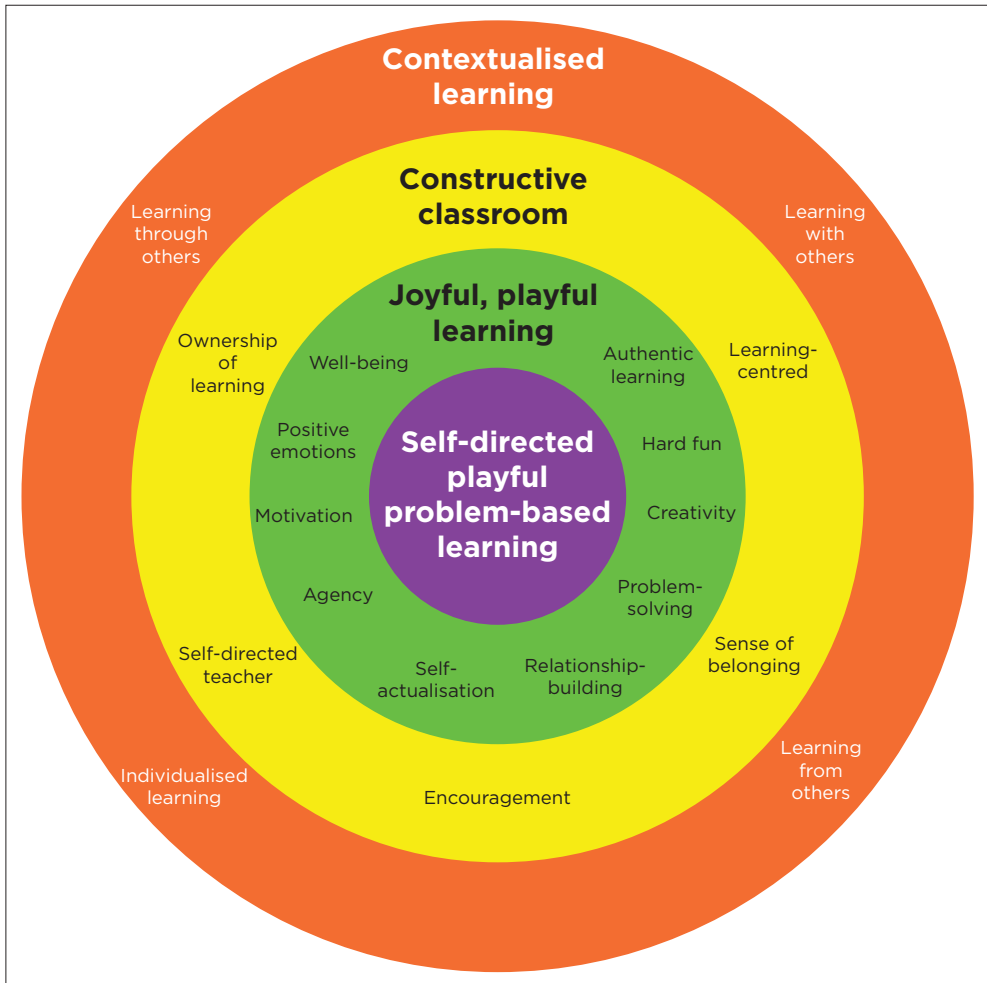 Contextualised
learning
Learning
through
others
Learning
with
others
Individualised
learning
Learning
from
others
Constructive
classroom
Ownership
of
learning
Learning-
centred
Self-directed
teacher
Sense of
belonging
Encouragement
Joyful, playful
learning
Well-being
Authentic
learning
Positive
emotions
Hard fun
Motivation
Creativity
Agency
Problem-
solving
Self-
actualisation
Relationship-
building
Self-directed
playful
problem-based
learning